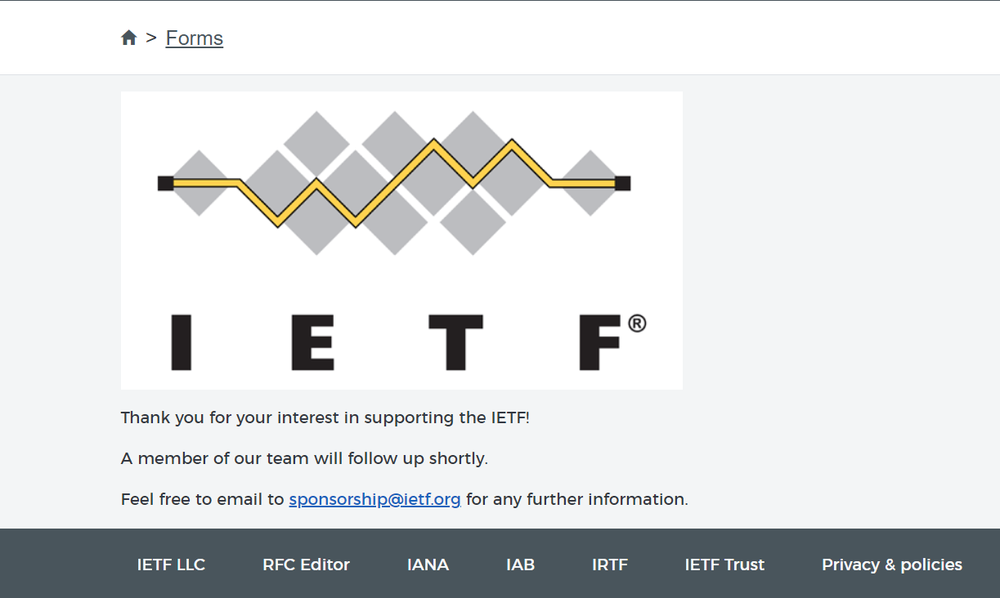 > Forms
I E T F®
Thank you for your interest in supporting the IETF!
A member of our team will follow up shortly.
Feel free to email to sponsorship@ietf.org for any further information.
IETF LLC RFC Editor IANA IAB IRTF IETF Trust Privacy & policies